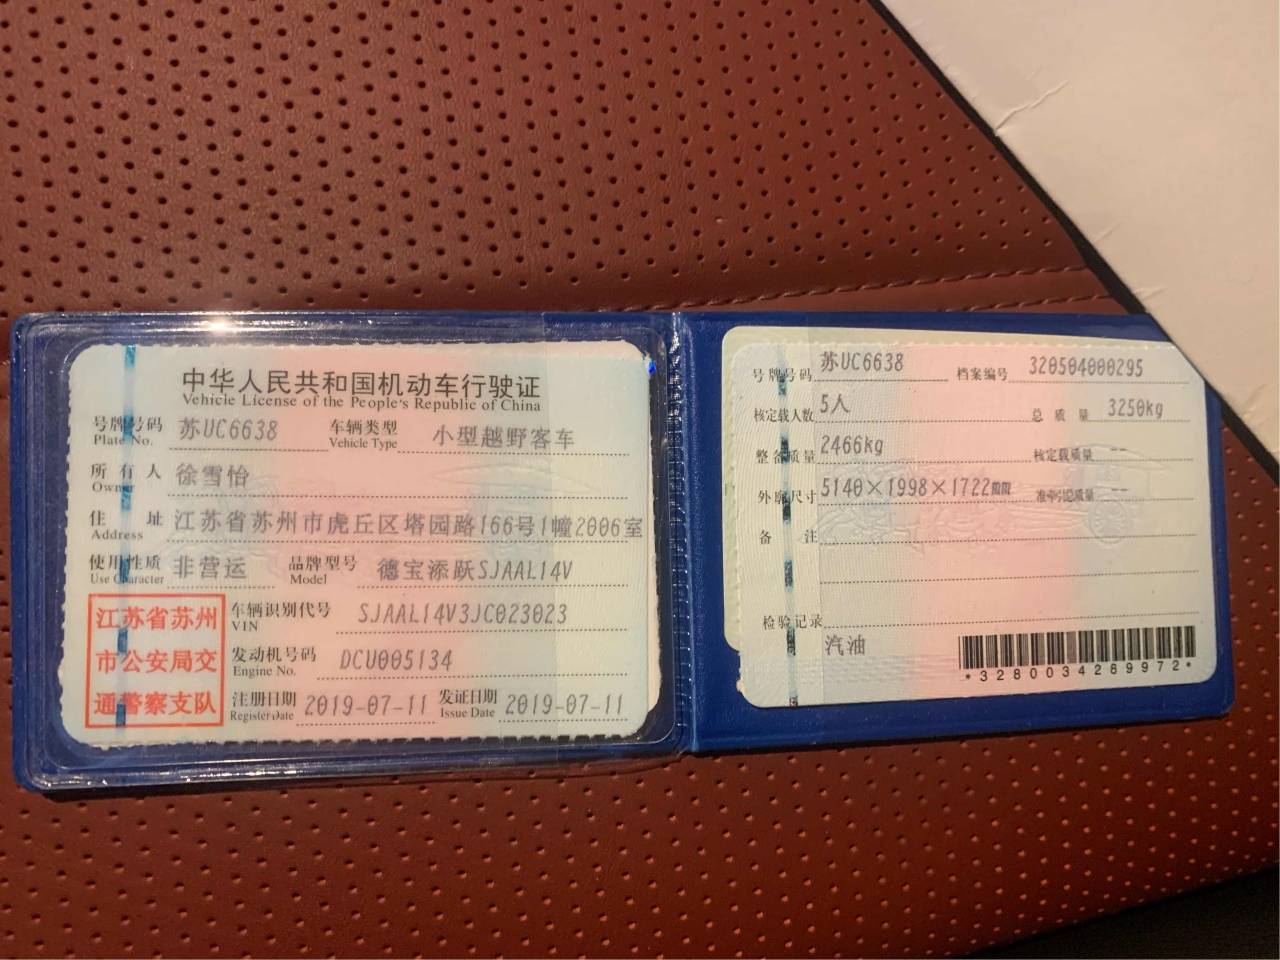 中华人民共和国机动车行驶证
Vehicle License of the People's Republic of China
号牌号码 苏UC6638 车辆类型 小型越野客车
Plate No. Vehicle Type
所有人 徐雪怡
Owner
住址 江苏省苏州市虎丘区塔园路166号1幢2006室
Address
使用性质 非营运 品牌型号 德宝添跃SJAAL14V
Use Character Model
江苏省苏州
市公安局交
通警察支队
车辆识别代号 SJAAL14V3JC023023
VIN
发动机号码 DCU005134
Engine No.
注册日期 2019-07-11 发证日期 2019-07-11
Register Date Issue Date
号牌号码 苏UC6638 档案编号 320504000295
核定载人数 5人 总质量 3250kg
整备质量 2466kg 核定载质量 --
外廓尺寸 5140×1998×1722㎜ 准牵引总质量 --
备注
检验记录
汽油
*3280034269972*